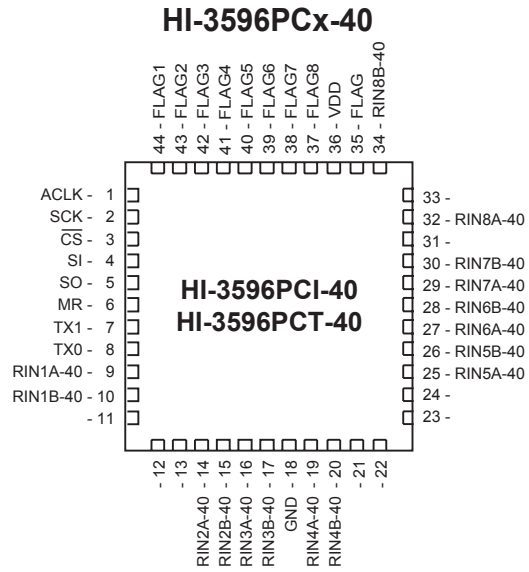 HI-3596PCx-40
44 - FLAG1
43 - FLAG2
42 - FLAG3
41 - FLAG4
40 - FLAG5
39 - FLAG6
38 - FLAG7
37 - FLAG8
36 - VDD
35 - FLAG
34 - RIN8B-40
ACLK - 1
SCK - 2
CS - 3
SI - 4
SO - 5
MR - 6
TX1 - 7
TX0 - 8
RIN1A-40 - 9
RIN1B-40 - 10
- 11
HI-3596PCI-40
HI-3596PCT-40
33 -
32 - RIN8A-40
31 -
30 - RIN7B-40
29 - RIN7A-40
28 - RIN6B-40
27 - RIN6A-40
26 - RIN5B-40
25 - RIN5A-40
24 -
23 -
- 12
- 13
RIN2A-40 - 14
RIN2B-40 - 15
RIN3A-40 - 16
RIN3B-40 - 17
GND - 18
RIN4A-40 - 19
RIN4B-40 - 20
- 21
- 22